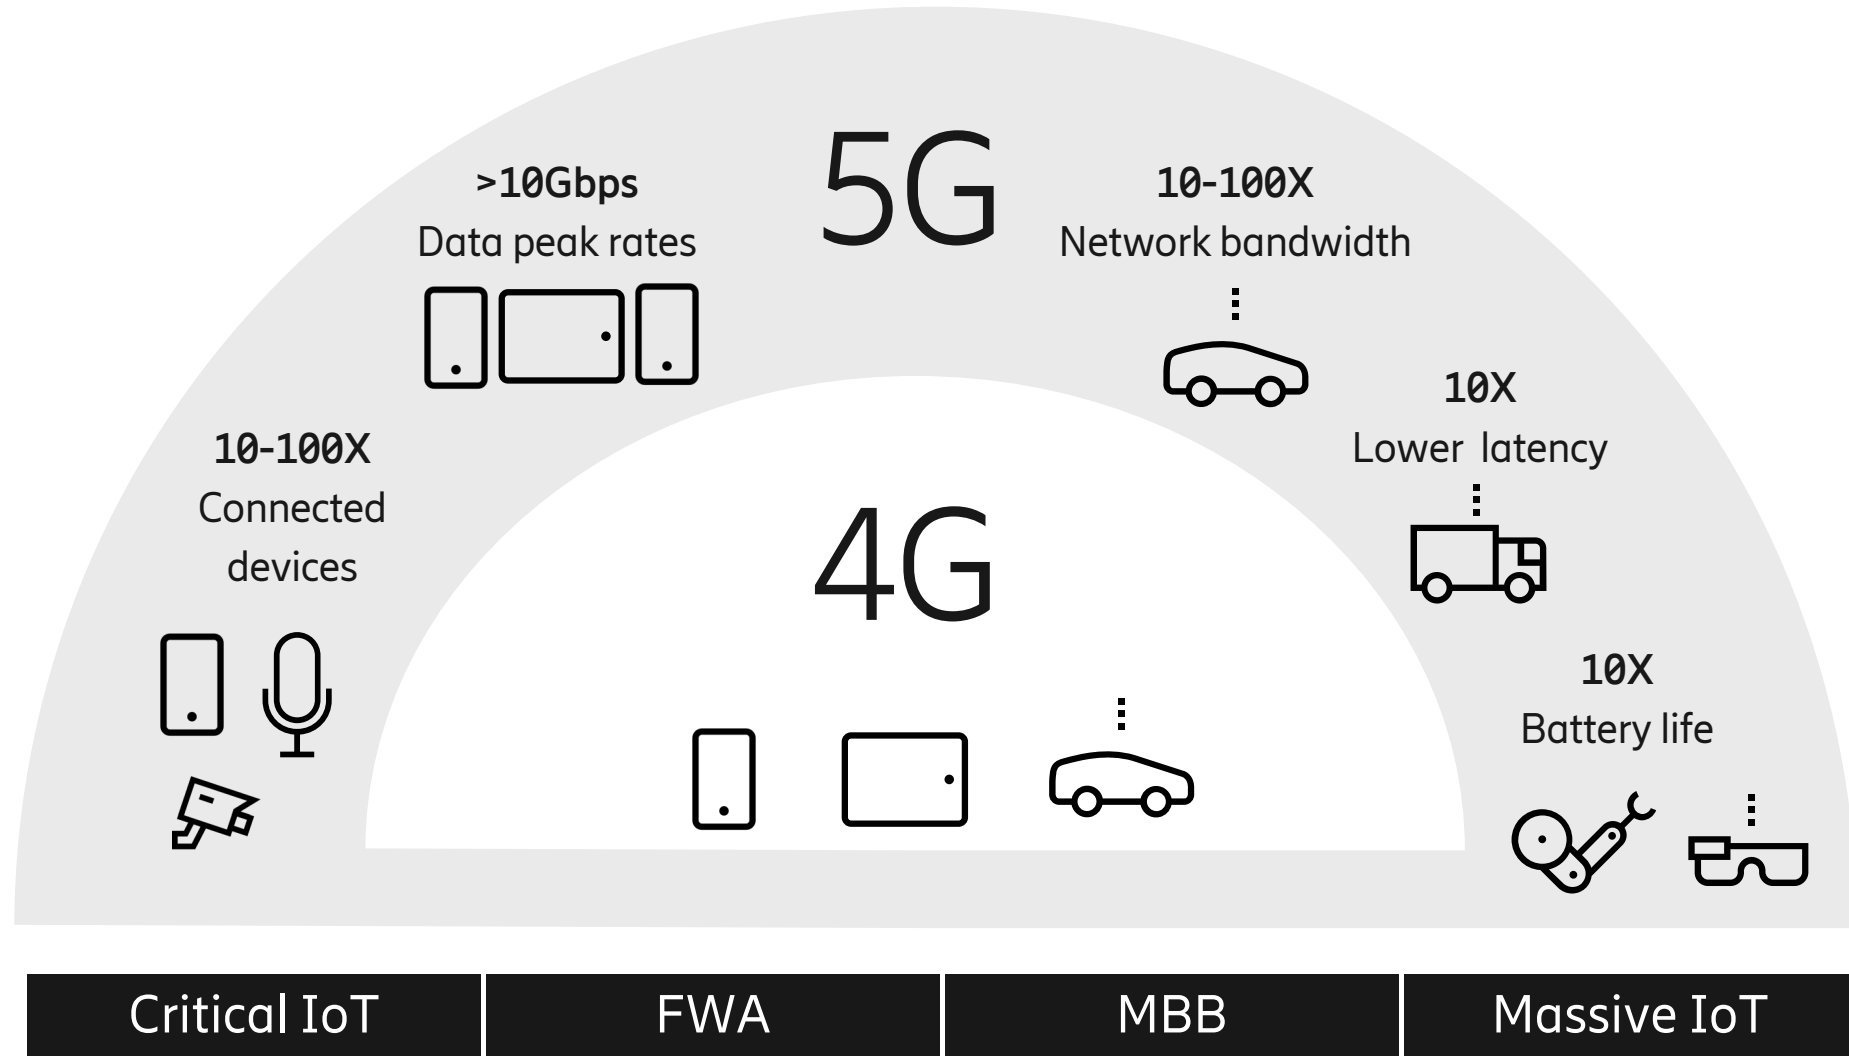 5G
>10Gbps
Data peak rates
10-100X
Network bandwidth
10X
Lower latency
10-100X
Connected
devices
4G
10X
Battery life
Critical IoT
FWA
MBB
Massive IoT